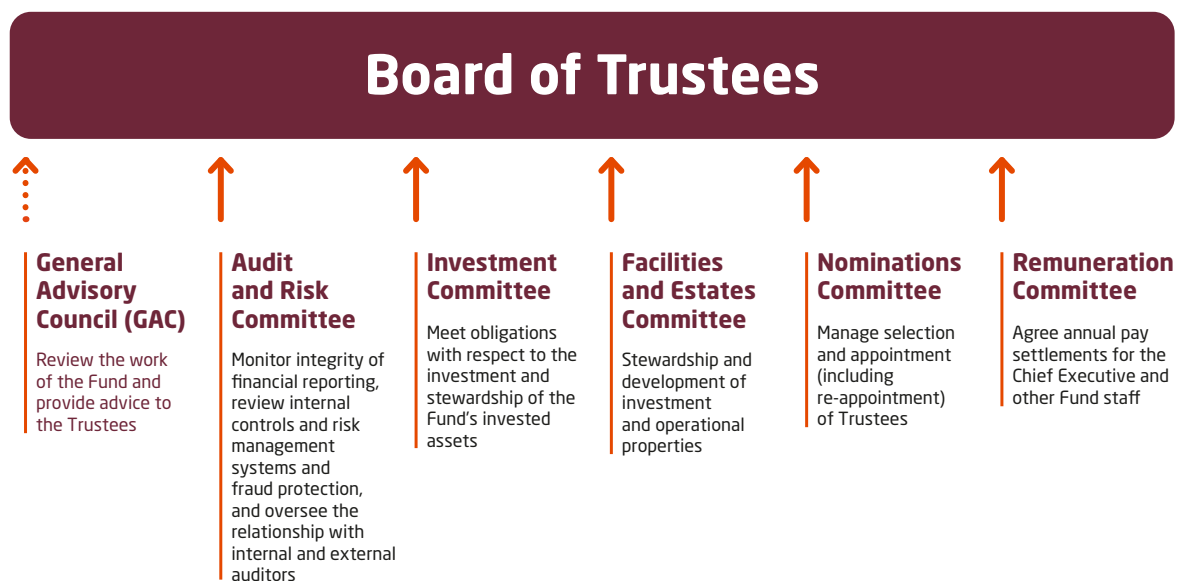 Board of Trustees
General
Advisory
Council (GAC)
Review the work
of the Fund and
provide advice to
the Trustees
Audit
and Risk
Committee
Monitor integrity of
financial reporting,
review internal
controls and risk
management
systems and
fraud protection,
and oversee the
relationship with
internal and external
auditors
Investment
Committee
Meet obligations
with respect to the
investment and
stewardship of the
Fund’s invested
assets
Facilities
and Estates
Committee
Stewardship and
development of
investment
and operational
properties
Nominations
Committee
Manage selection
and appointment
(including
re-appointment)
of Trustees
Remuneration
Committee
Agree annual pay
settlements for the
Chief Executive and
other Fund staff